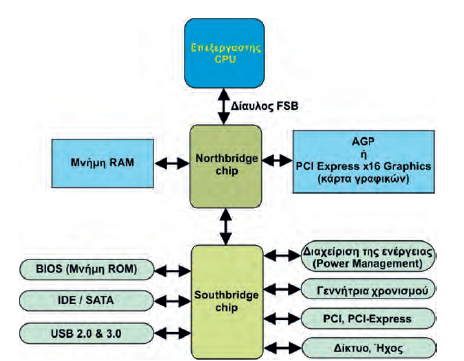 Επεξεργαστης
CPU
Δίαυλος FSB
Μνήμη RAM
Northbridge
chip
AGP
ή
PCI Express x16 Graphics
(κάρτα γραφικών)
BIOS (Μνήμη ROM)
IDE / SATA
USB 2.0 & 3.0
Southbridge
chip
Διαχείριση της ενέργειας
(Power Management)
Γεννήτρια χρονισμού
PCI, PCI-Express
Δίκτυο, Ήχος